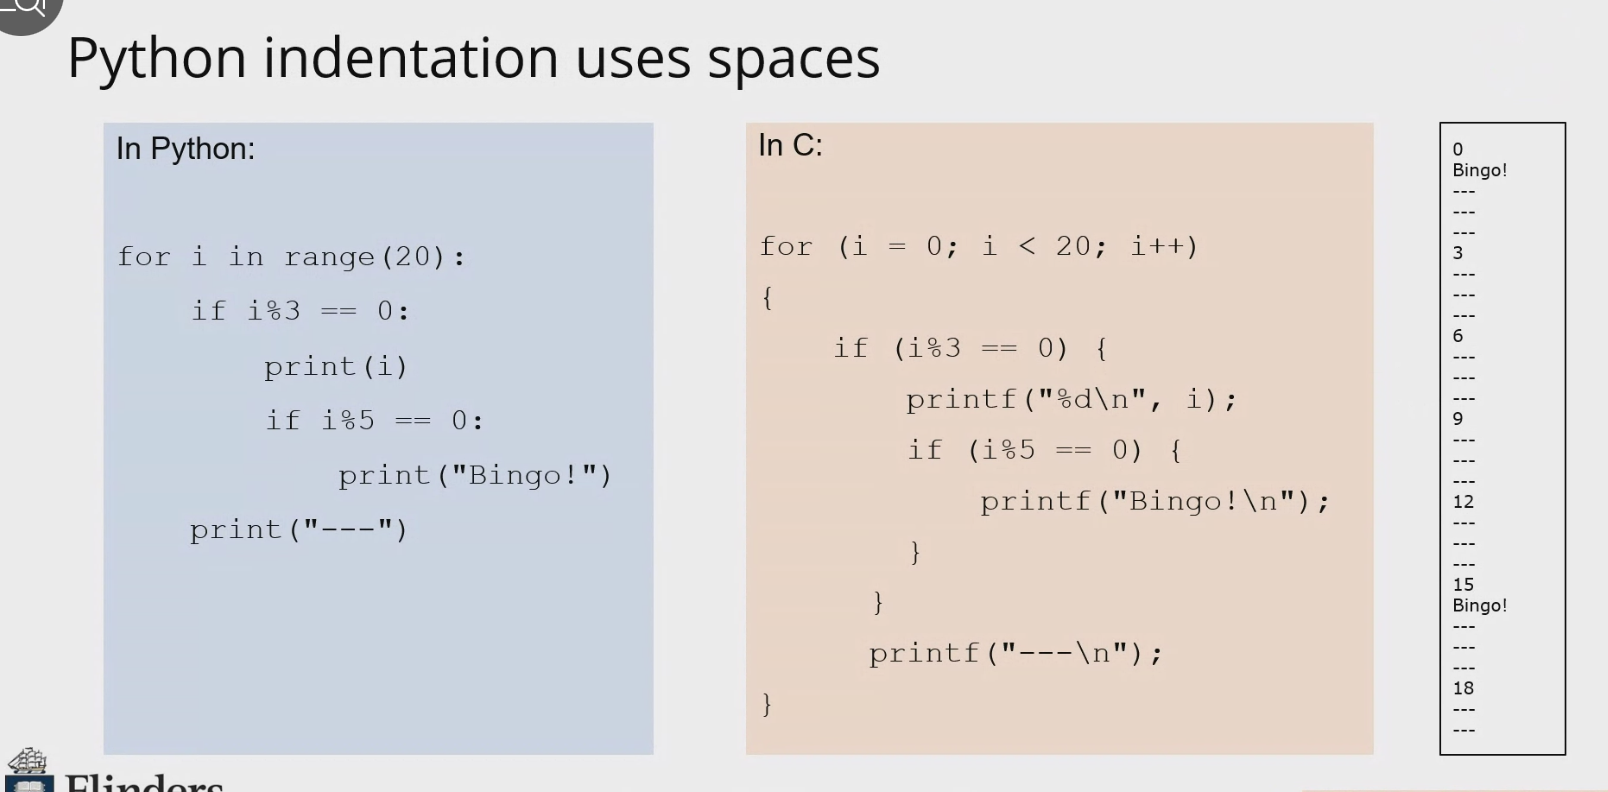 Python indentation uses spaces
In Python:
for i in range(20):
    if i%3 == 0:
        print(i)
        if i%5 == 0:
            print("Bingo!")
    print("---")
In C:
for (i = 0; i < 20; i++)
{
    if (i%3 == 0) {
        printf("%d\n", i);
        if (i%5 == 0) {
            printf("Bingo!\n");
        }
      }
      printf("---\n");
}
0
Bingo!
---
---
---
3
---
---
---
6
---
---
---
9
---
---
---
12
---
---
---
15
Bingo!
---
---
---
18
---
---
Flinders